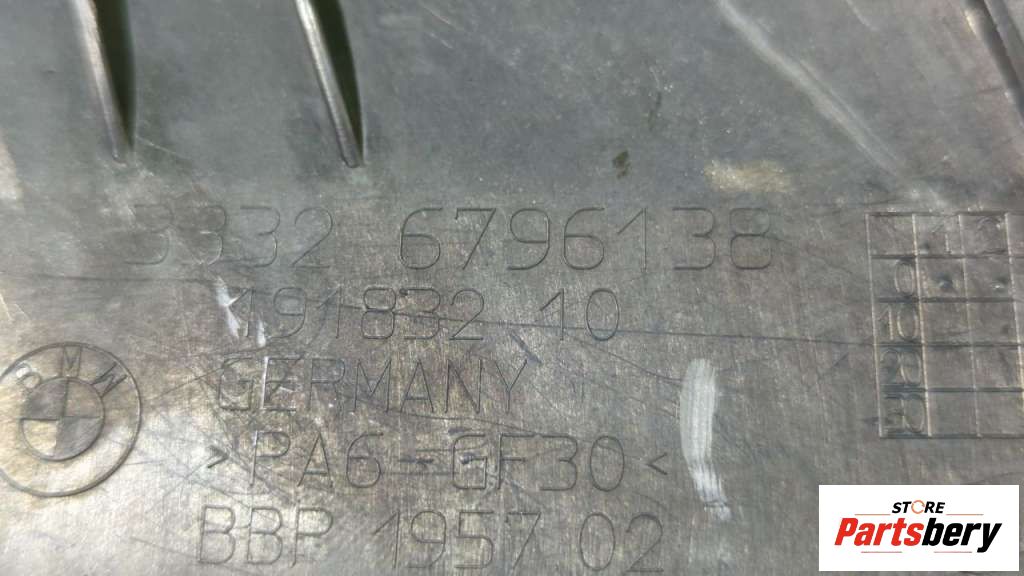 3332 6796138
191832 10
GERMANY
BMW
>PA6-GF30<
BBP 1957 02
STORE
Partsbery